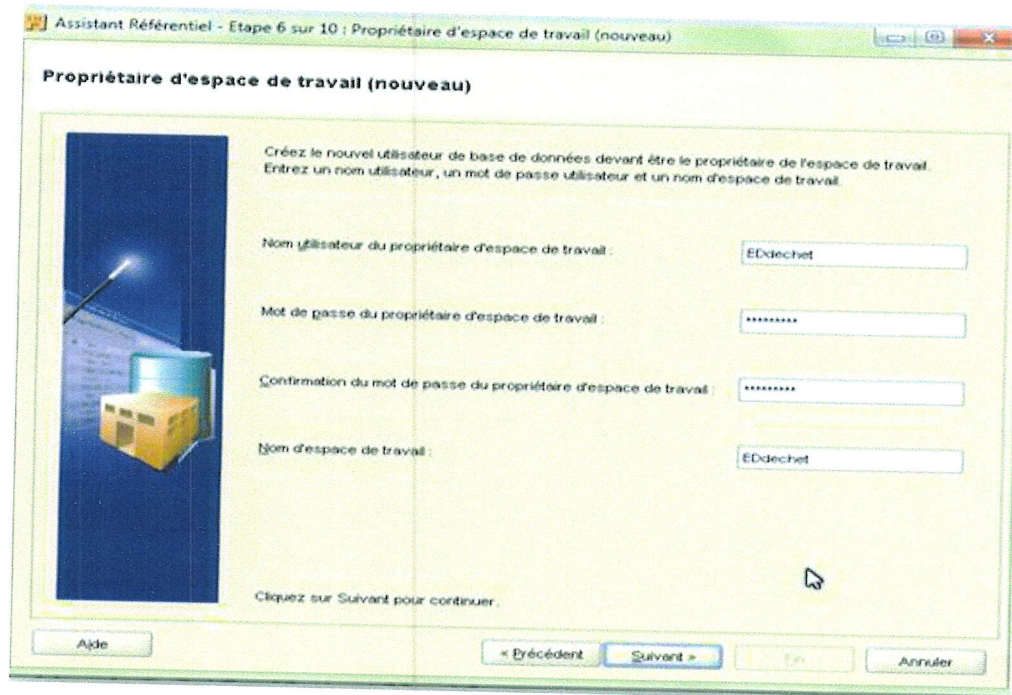 Assistant Référentiel - Etape 6 sur 10 : Propriétaire d'espace de travail (nouveau)
Propriétaire d'espace de travail (nouveau)
Créez le nouvel utilisateur de base de données devant être le propriétaire de l'espace de travail.
Entrez un nom utilisateur, un mot de passe utilisateur et un nom d'espace de travail.
Nom utilisateur du propriétaire d'espace de travail : EDdechet
Mot de passe du propriétaire d'espace de travail : *********
Confirmation du mot de passe du propriétaire d'espace de travail : *********
Nom d'espace de travail : EDdechet
Cliquez sur Suivant pour continuer.
Aide < Précédent Suivant > Fin Annuler